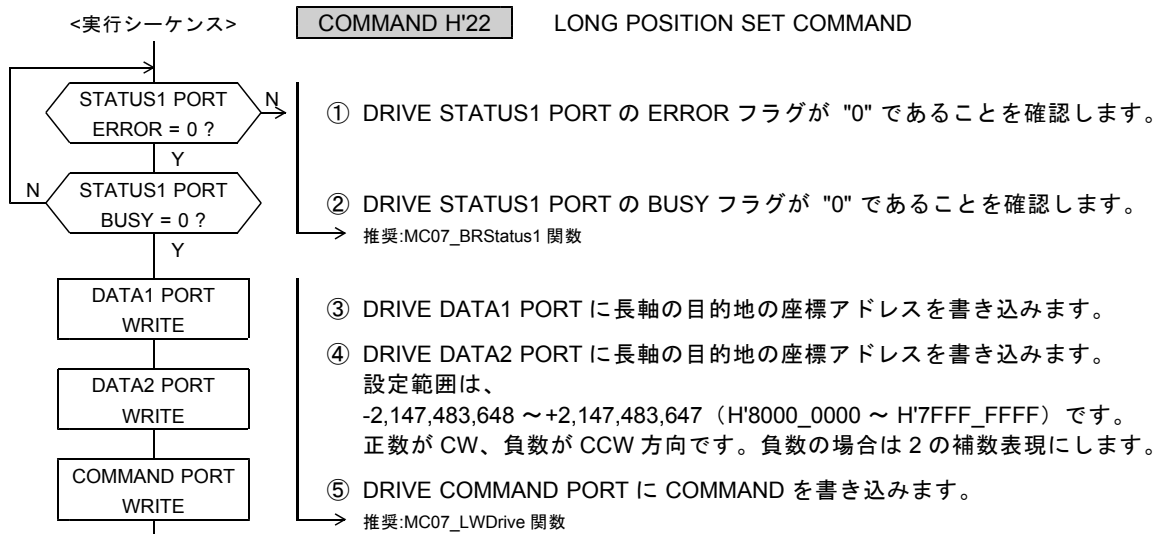 <実行シーケンス>
COMMAND H'22 LONG POSITION SET COMMAND
STATUS1 PORT
ERROR = 0 ?
N
Y
① DRIVE STATUS1 PORT の ERROR フラグが "0" であることを確認します。
STATUS1 PORT
BUSY = 0 ?
N
Y
② DRIVE STATUS1 PORT の BUSY フラグが "0" であることを確認します。
推奨:MC07_BRStatus1 関数
DATA1 PORT
WRITE
③ DRIVE DATA1 PORT に長軸の目的地の座標アドレスを書き込みます。
DATA2 PORT
WRITE
④ DRIVE DATA2 PORT に長軸の目的地の座標アドレスを書き込みます。
設定範囲は、
-2,147,483,648 ～+2,147,483,647（H'8000_0000 ～ H'7FFF_FFFF）です。
正数が CW、負数が CCW 方向です。負数の場合は 2 の補数表現にします。
COMMAND PORT
WRITE
⑤ DRIVE COMMAND PORT に COMMAND を書き込みます。
推奨:MC07_LWDrive 関数